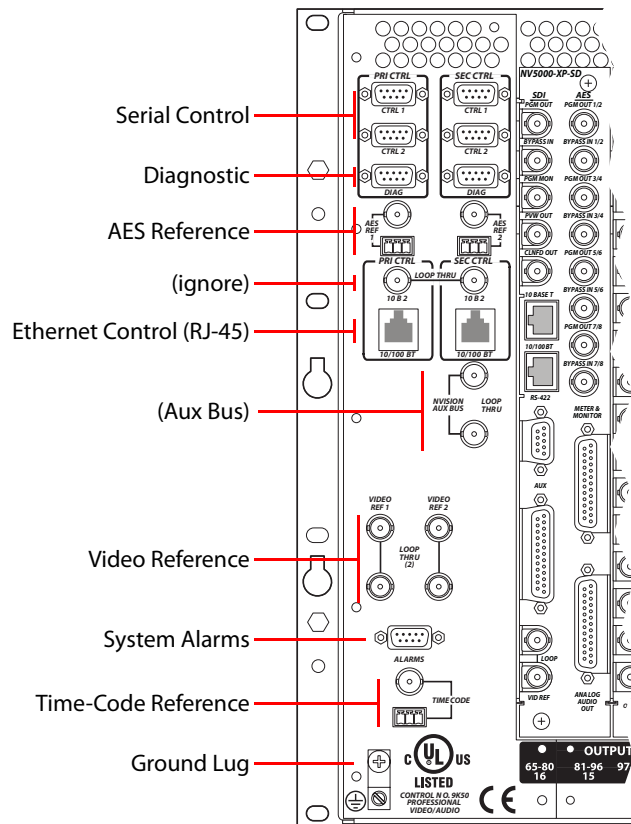 Serial Control
Diagnostic
AES Reference
(ignore)
Ethernet Control (RJ-45)
(Aux Bus)
Video Reference
System Alarms
Time-Code Reference
Ground Lug
PRI CTRL
CTRL 1
CTRL 2
DIAG
SEC CTRL
CTRL 1
CTRL 2
DIAG
AES
REF
1
AES
REF
2
PRI CTRL
SEC CTRL
LOOP THRU
10 B 2
10 B 2
10/100 BT
10/100 BT
NVISION
AUX BUS
LOOP
THRU
VIDEO
REF 1
VIDEO
REF 2
LOOP
THRU
(2)
ALARMS
TIMECODE
C UL US
LISTED
CONTROL NO. 9K50
PROFESSIONAL
VIDEO/AUDIO
CE
NV5000-XP-SD
SDI
PGM OUT
BYPASS IN
PGM MON
PVW OUT
CLNFD OUT
10 BASE T
10/100 BT
RS-422
AUX
LOOP
VID REF
AES
PGM OUT 1/2
BYPASS IN 1/2
PGM OUT 3/4
BYPASS IN 3/4
PGM OUT 5/6
BYPASS IN 5/6
PGM OUT 7/8
BYPASS IN 7/8
METER &
MONITOR
ANALOG
AUDIO
OUT
OUTPUT
65-80
16
81-96
15
97